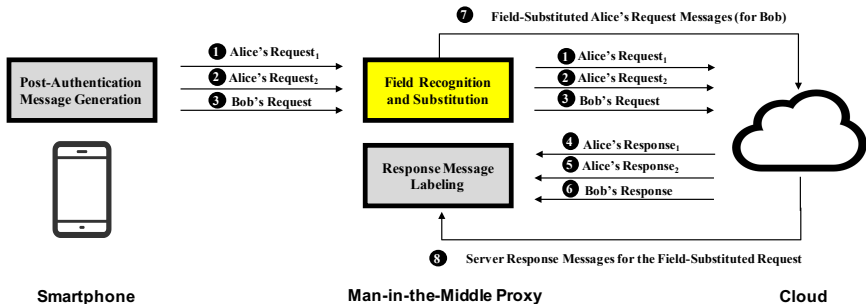 7 Field-Substituted Alice's Request Messages (for Bob)
Post-Authentication
Message Generation
1 Alice's Request1
2 Alice's Request2
3 Bob's Request
Field Recognition
and Substitution
1 Alice's Request1
2 Alice's Request2
3 Bob's Request
Response Message
Labeling
4 Alice's Response1
5 Alice's Response2
6 Bob's Response
8 Server Response Messages for the Field-Substituted Request
Smartphone
Man-in-the-Middle Proxy
Cloud